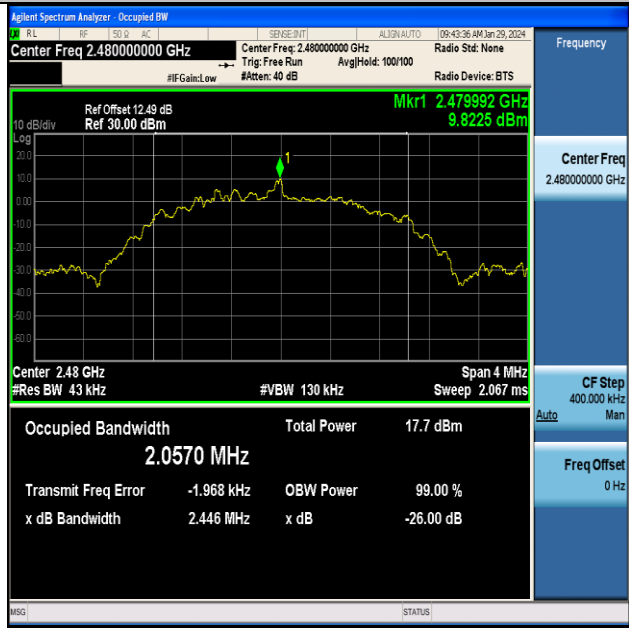 Agilent Spectrum Analyzer - Occupied BW
RL RF 50 Ω AC SENSE:INT ALIGN AUTO 09:43:36 AM Jan 29, 2024
Center Freq 2.480000000 GHz
Center Freq: 2.480000000 GHz
Radio Std: None
Trig: Free Run Avg|Hold: 100/100
#IFGain:Low #Atten: 40 dB Radio Device: BTS
Frequency
Ref Offset 12.49 dB
10 dB/div Ref 30.00 dBm
Mkr1 2.479992 GHz
9.8225 dBm
Log
20.0
10.0
0.00
-10.0
-20.0
-30.0
-40.0
-50.0
-60.0
1
Center Freq
2.480000000 GHz
Center 2.48 GHz Span 4 MHz
#Res BW 43 kHz #VBW 130 kHz Sweep 2.067 ms
CF Step
400.000 kHz
Auto Man
Occupied Bandwidth Total Power 17.7 dBm
2.0570 MHz
Transmit Freq Error -1.968 kHz OBW Power 99.00 %
x dB Bandwidth 2.446 MHz x dB -26.00 dB
Freq Offset
0 Hz
MSG STATUS